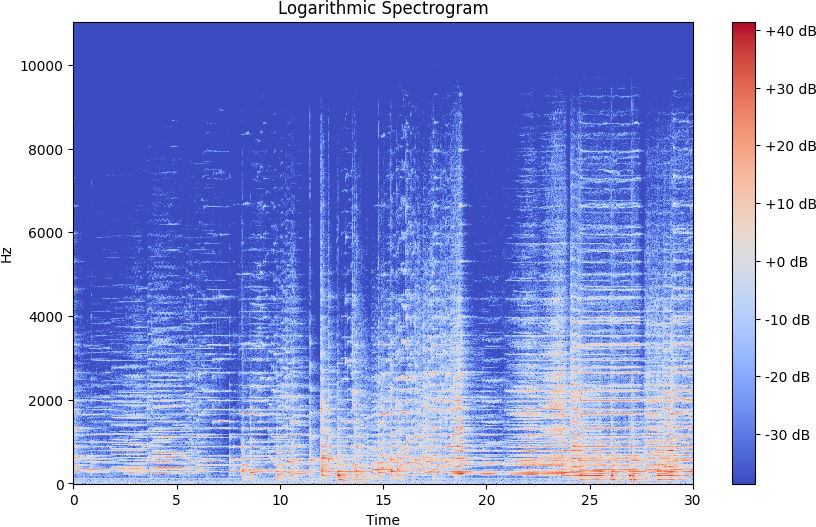 Logarithmic Spectrogram
Hz
10000
8000
6000
4000
2000
0
0 5 10 15 20 25 30
Time
+40 dB
+30 dB
+20 dB
+10 dB
+0 dB
-10 dB
-20 dB
-30 dB